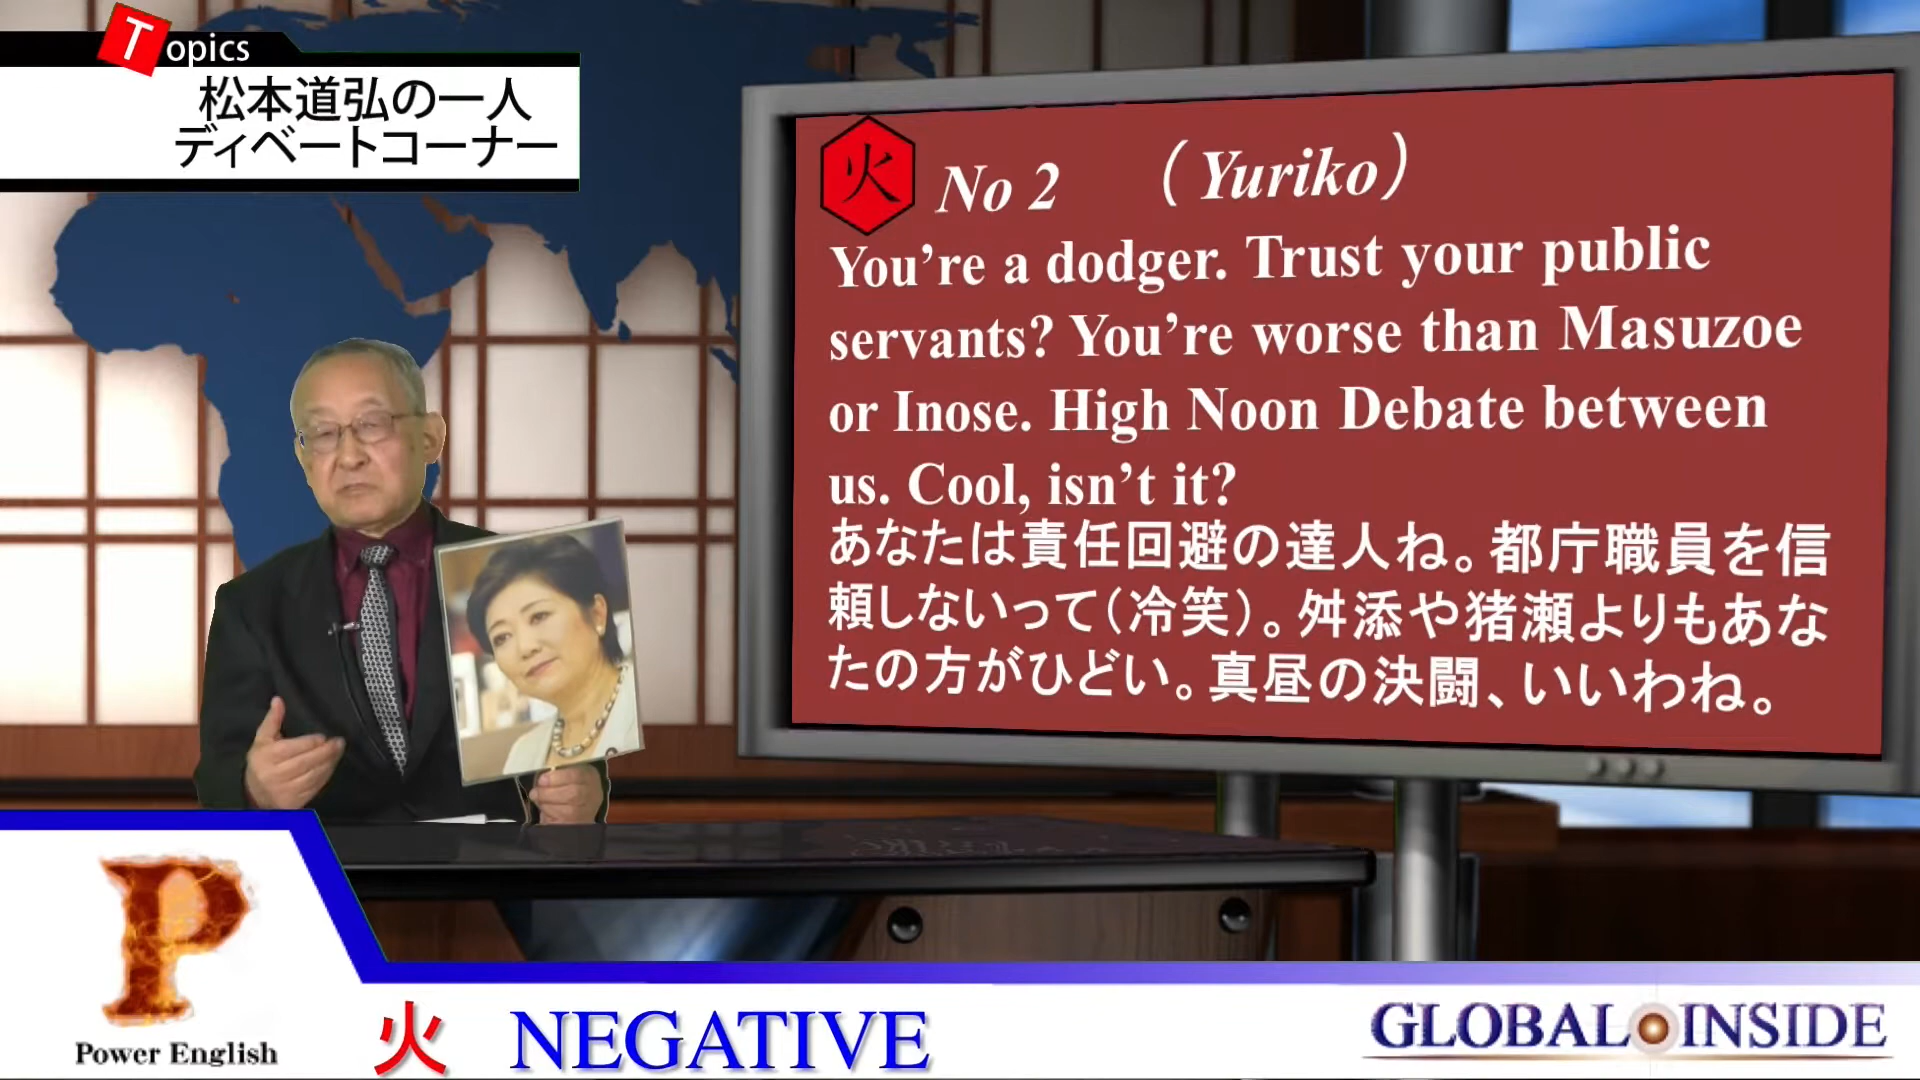 Topics
松本道弘の一人
ディベートコーナー
火 No 2 （Yuriko）
You’re a dodger. Trust your public
servants? You’re worse than Masuzoe
or Inose. High Noon Debate between
us. Cool, isn’t it?
あなたは責任回避の達人ね。都庁職員を信
頼しないって（冷笑）。舛添や猪瀬よりもあな
たの方がひどい。真昼の決闘、いいわね。
P
Power English
火 NEGATIVE
GLOBAL INSIDE